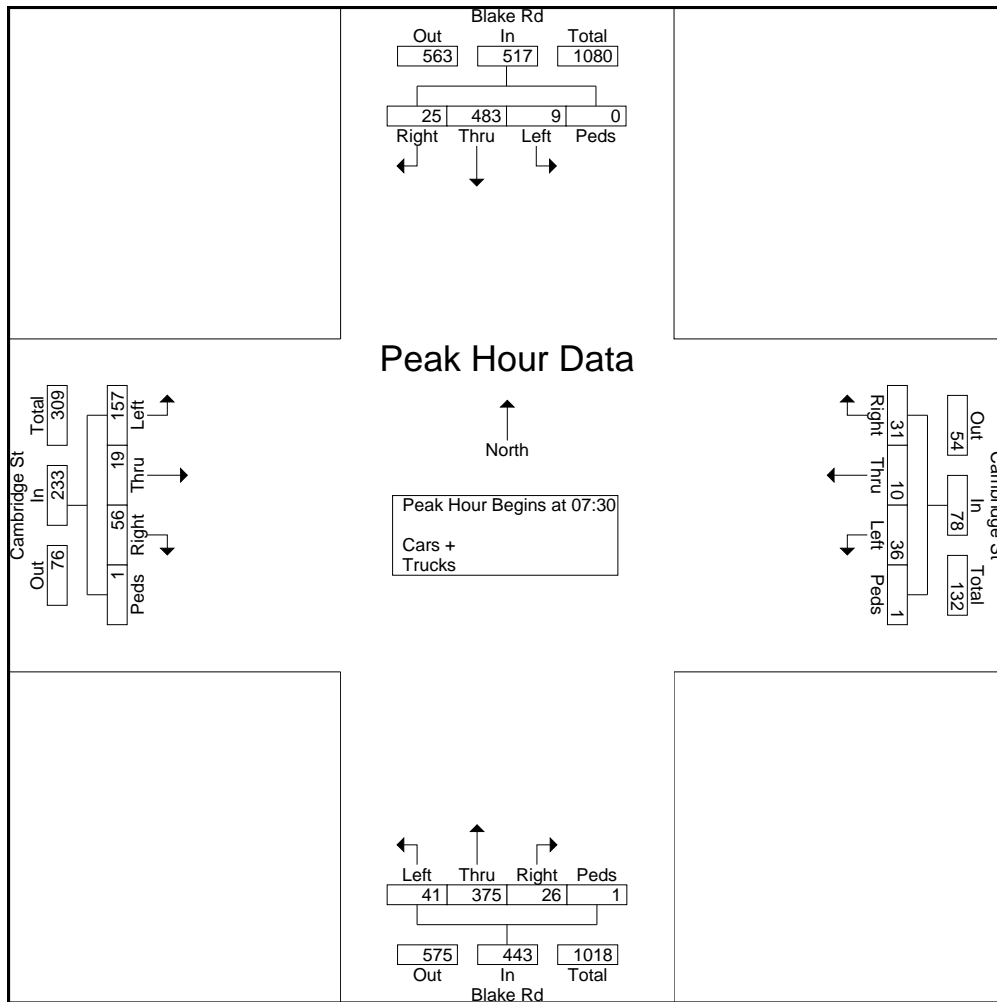 Blake Rd
Out In Total
563 517 1080
25 483 9 0
Right Thru Left Peds
Peak Hour Data
North
Peak Hour Begins at 07:30
Cars +
Trucks
Cambridge St
Total In Out
309 233 76
157 19 56 1
Left Thru Right Peds
Cambridge St
Out In Total
54 78 132
31 10 36 1
Right Thru Left Peds
Left Thru Right Peds
41 375 26 1
575 443 1018
Out In Total
Blake Rd